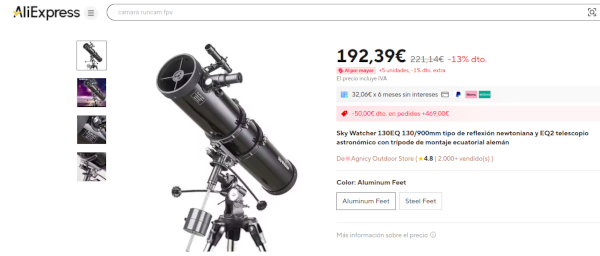 AliExpress
camara runcam fpv
192,39€ 221,14€ -13% dto.
Al por mayor +5 unidades, -1% dto. extra
El precio incluye IVA
32,06€ x 6 meses sin intereses
-50,00€ dto. en pedidos +469,00€
Sky Watcher 130EQ 130/900mm tipo de reflexión newtoniana y EQ2 telescopio
astronómico con trípode de montaje ecuatorial alemán
Agnicy Outdoor Store ( 4.8 | 2.000+ vendido(s) )
Color: Aluminum Feet
Aluminum Feet Steel Feet
Más información sobre el precio